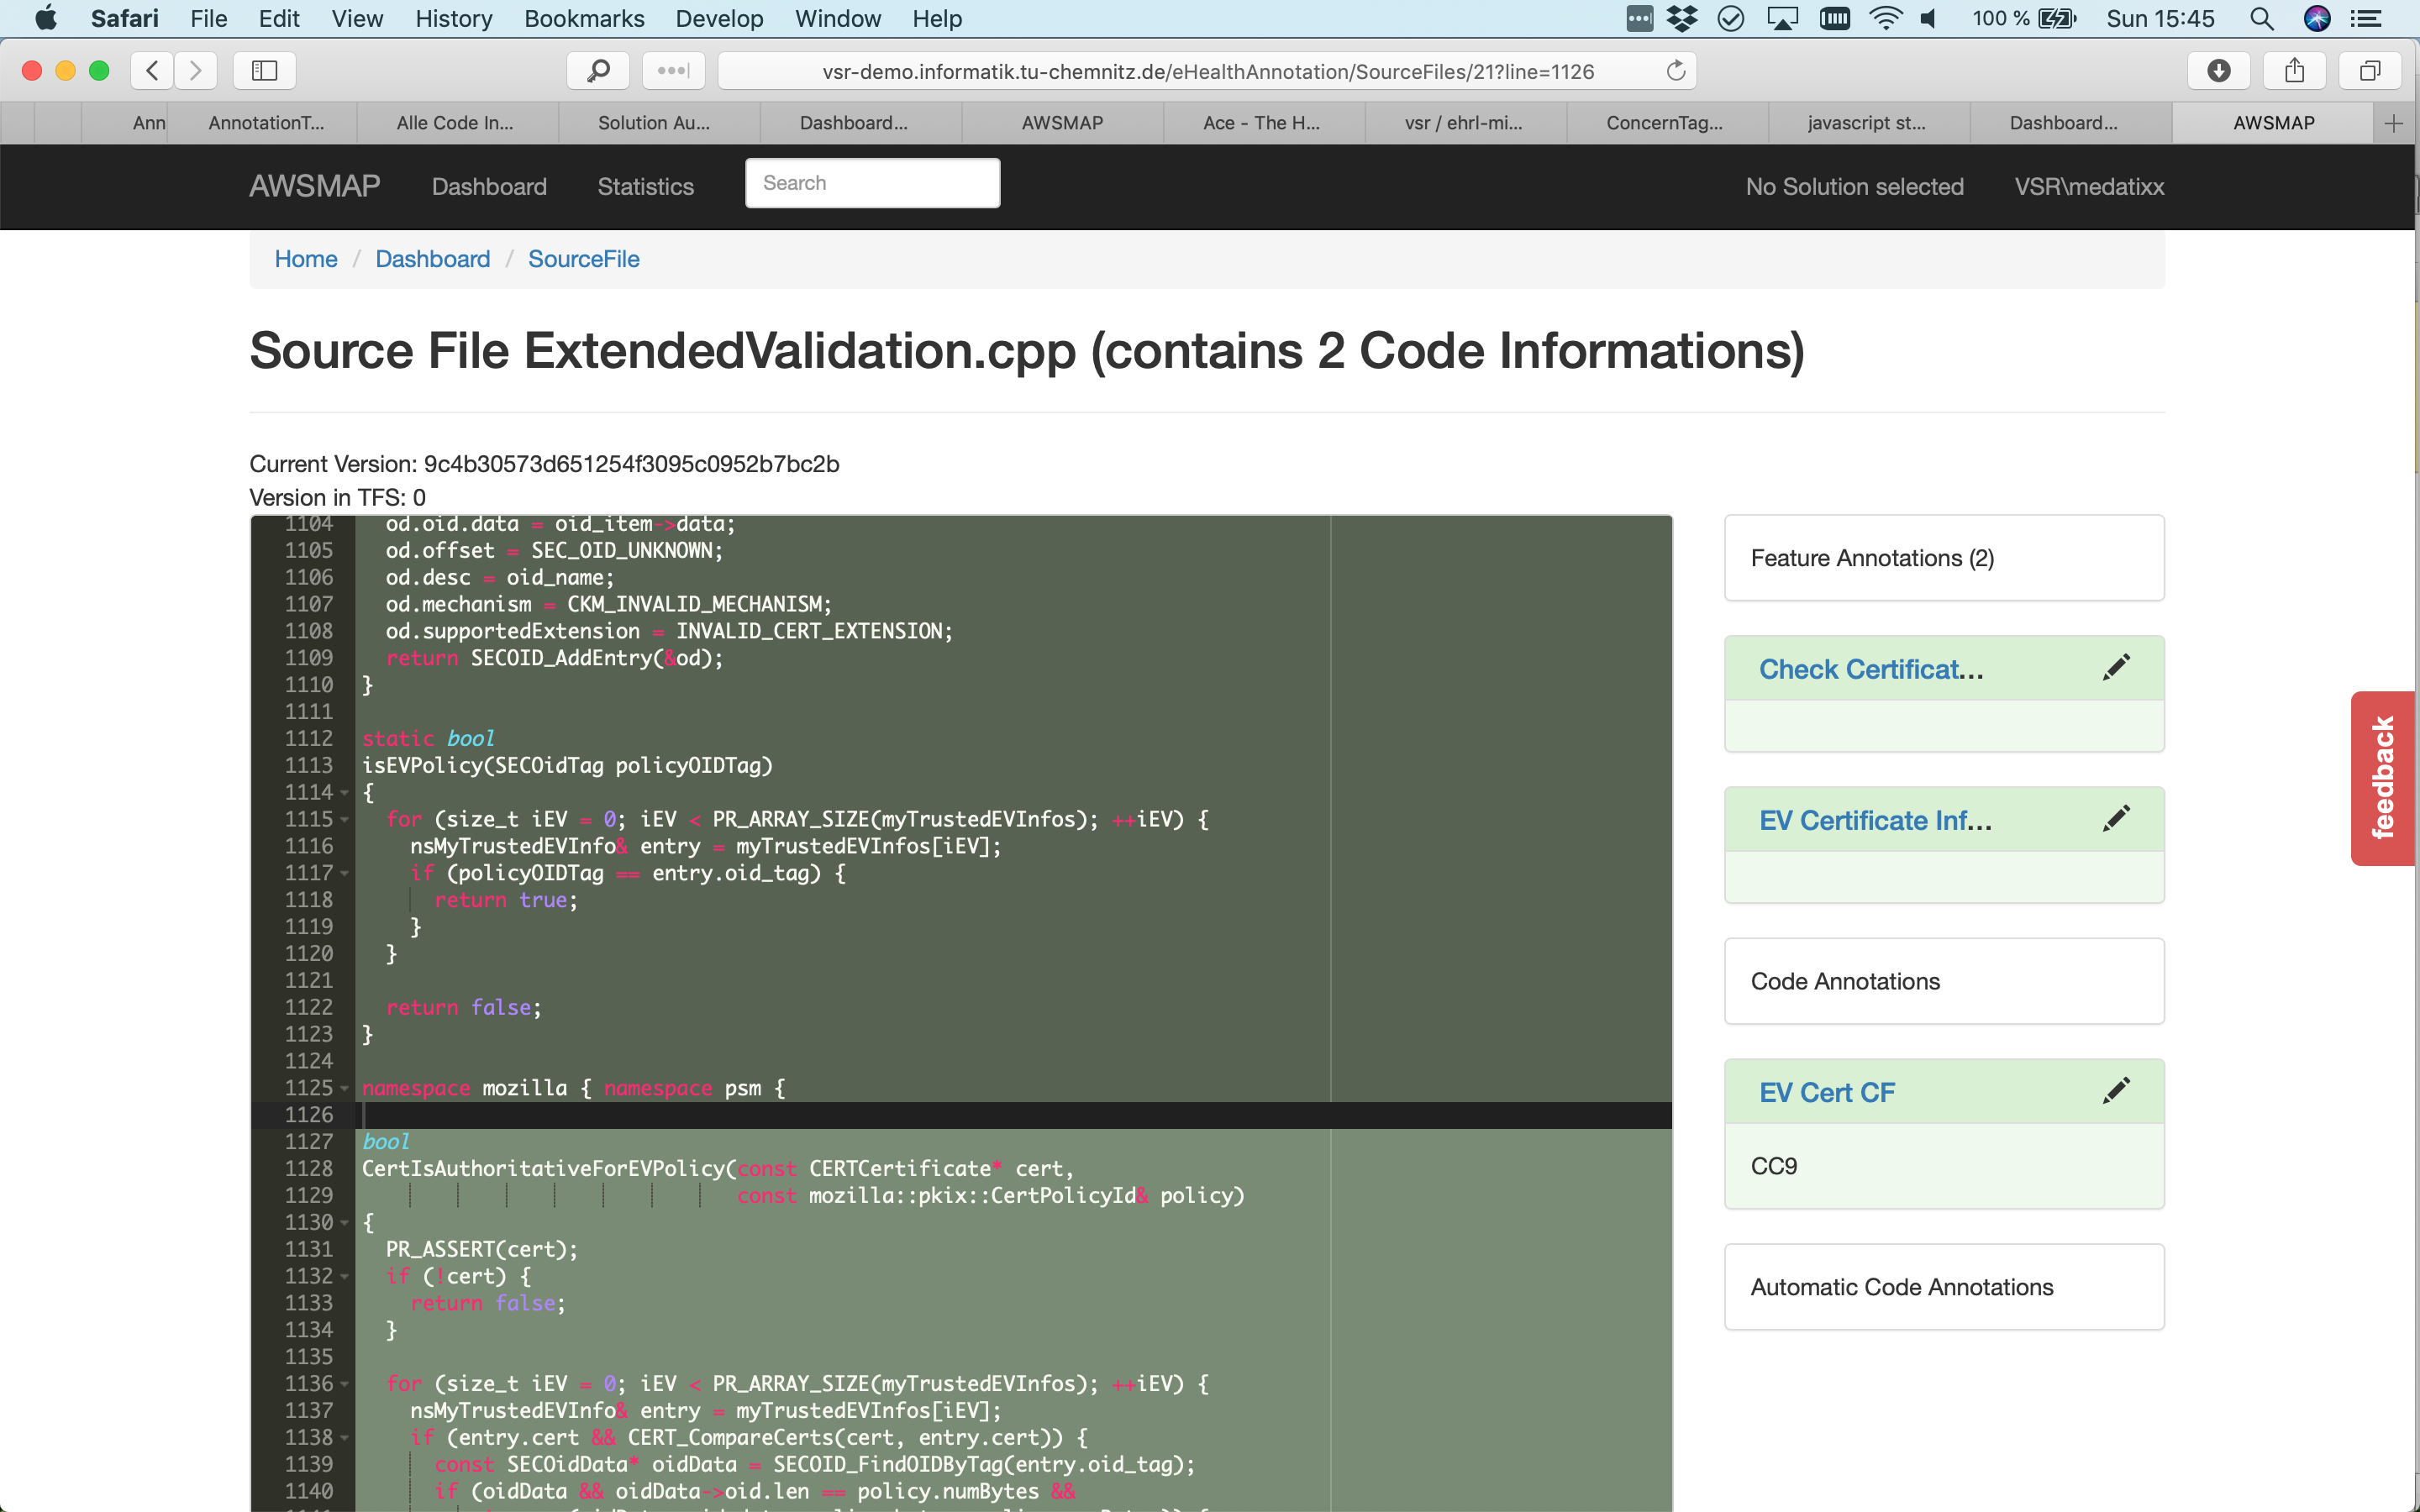 Safari File Edit View History Bookmarks Develop Window Help 100 % Sun 15:45
vsr-demo.informatik.tu-chemnitz.de/eHealthAnnotation/SourceFiles/21?line=1126
Ann AnnotationT... Alle Code In... Solution Au... Dashboard... AWSMAP Ace - The H... vsr / ehrl-mi... ConcernTag... javascript st... Dashboard... AWSMAP
AWSMAP Dashboard Statistics Search No Solution selected VSR\medatixx
Home / Dashboard / SourceFile
Source File ExtendedValidation.cpp (contains 2 Code Informations)
Current Version: 9c4b30573d651254f3095c0952b7bc2b
Version in TFS: 0
1104 od.oid.data = oid_item->data;
1105 od.offset = SEC_OID_UNKNOWN;
1106 od.desc = oid_name;
1107 od.mechanism = CKM_INVALID_MECHANISM;
1108 od.supportedExtension = INVALID_CERT_EXTENSION;
1109 return SECOID_AddEntry(&od);
1110 }
1111
1112 static bool
1113 isEVPolicy(SECOidTag policyOIDTag)
1114 {
1115 for (size_t iEV = 0; iEV < PR_ARRAY_SIZE(myTrustedEVInfos); ++iEV) {
1116 nsMyTrustedEVInfo& entry = myTrustedEVInfos[iEV];
1117 if (policyOIDTag == entry.oid_tag) {
1118 return true;
1119 }
1120 }
1121
1122 return false;
1123 }
1124
1125 namespace mozilla { namespace psm {
1126
1127 bool
1128 CertIsAuthoritativeForEVPolicy(const CERTCertificate* cert,
1129 const mozilla::pkix::CertPolicyId& policy)
1130 {
1131 PR_ASSERT(cert);
1132 if (!cert) {
1133 return false;
1134 }
1135
1136 for (size_t iEV = 0; iEV < PR_ARRAY_SIZE(myTrustedEVInfos); ++iEV) {
1137 nsMyTrustedEVInfo& entry = myTrustedEVInfos[iEV];
1138 if (entry.cert && CERT_CompareCerts(cert, entry.cert)) {
1139 const SECOidData* oidData = SECOID_FindOIDByTag(entry.oid_tag);
1140 if (oidData && oidData->oid.len == policy.numBytes &&
Feature Annotations (2)
Check Certificat...
EV Certificate Inf...
Code Annotations
EV Cert CF
CC9
Automatic Code Annotations
feedback